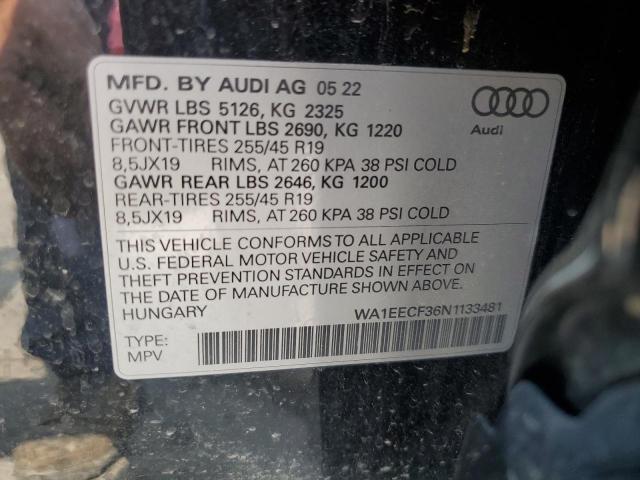 MFD. BY AUDI AG 05 22
GVWR LBS 5126, KG 2325
GAWR FRONT LBS 2690, KG 1220
FRONT-TIRES 255/45 R19
8,5JX19 RIMS, AT 260 KPA 38 PSI COLD
GAWR REAR LBS 2646, KG 1200
REAR-TIRES 255/45 R19
8,5JX19 RIMS, AT 260 KPA 38 PSI COLD
Audi
THIS VEHICLE CONFORMS TO ALL APPLICABLE
U.S. FEDERAL MOTOR VEHICLE SAFETY AND
THEFT PREVENTION STANDARDS IN EFFECT ON
THE DATE OF MANUFACTURE SHOWN ABOVE.
HUNGARY WA1EECF36N1133481
TYPE:
MPV